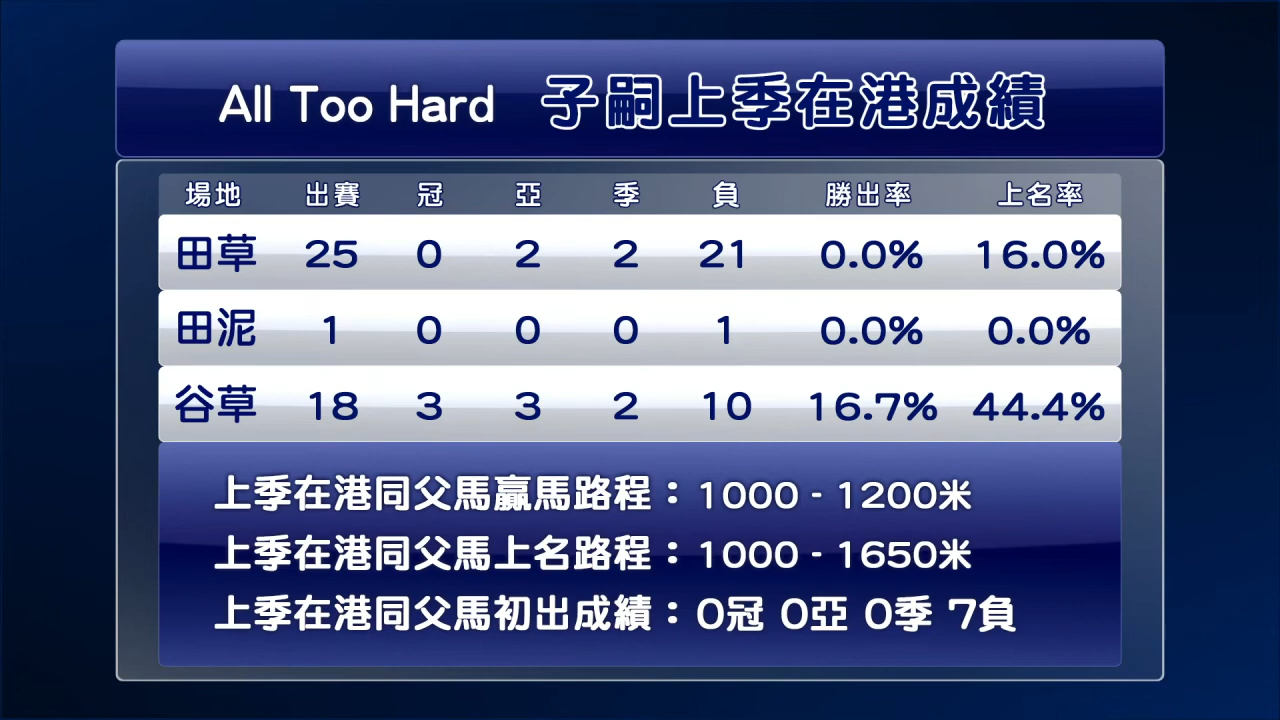 All Too Hard 子嗣上季在港成績
場地 出賽 冠 亞 季 負 勝出率 上名率
田草 25 0 2 2 21 0.0% 16.0%
田泥 1 0 0 0 1 0.0% 0.0%
谷草 18 3 3 2 10 16.7% 44.4%
上季在港同父馬贏馬路程：1000 - 1200米
上季在港同父馬上名路程：1000 - 1650米
上季在港同父馬初出成績：0冠 0亞 0季 7負